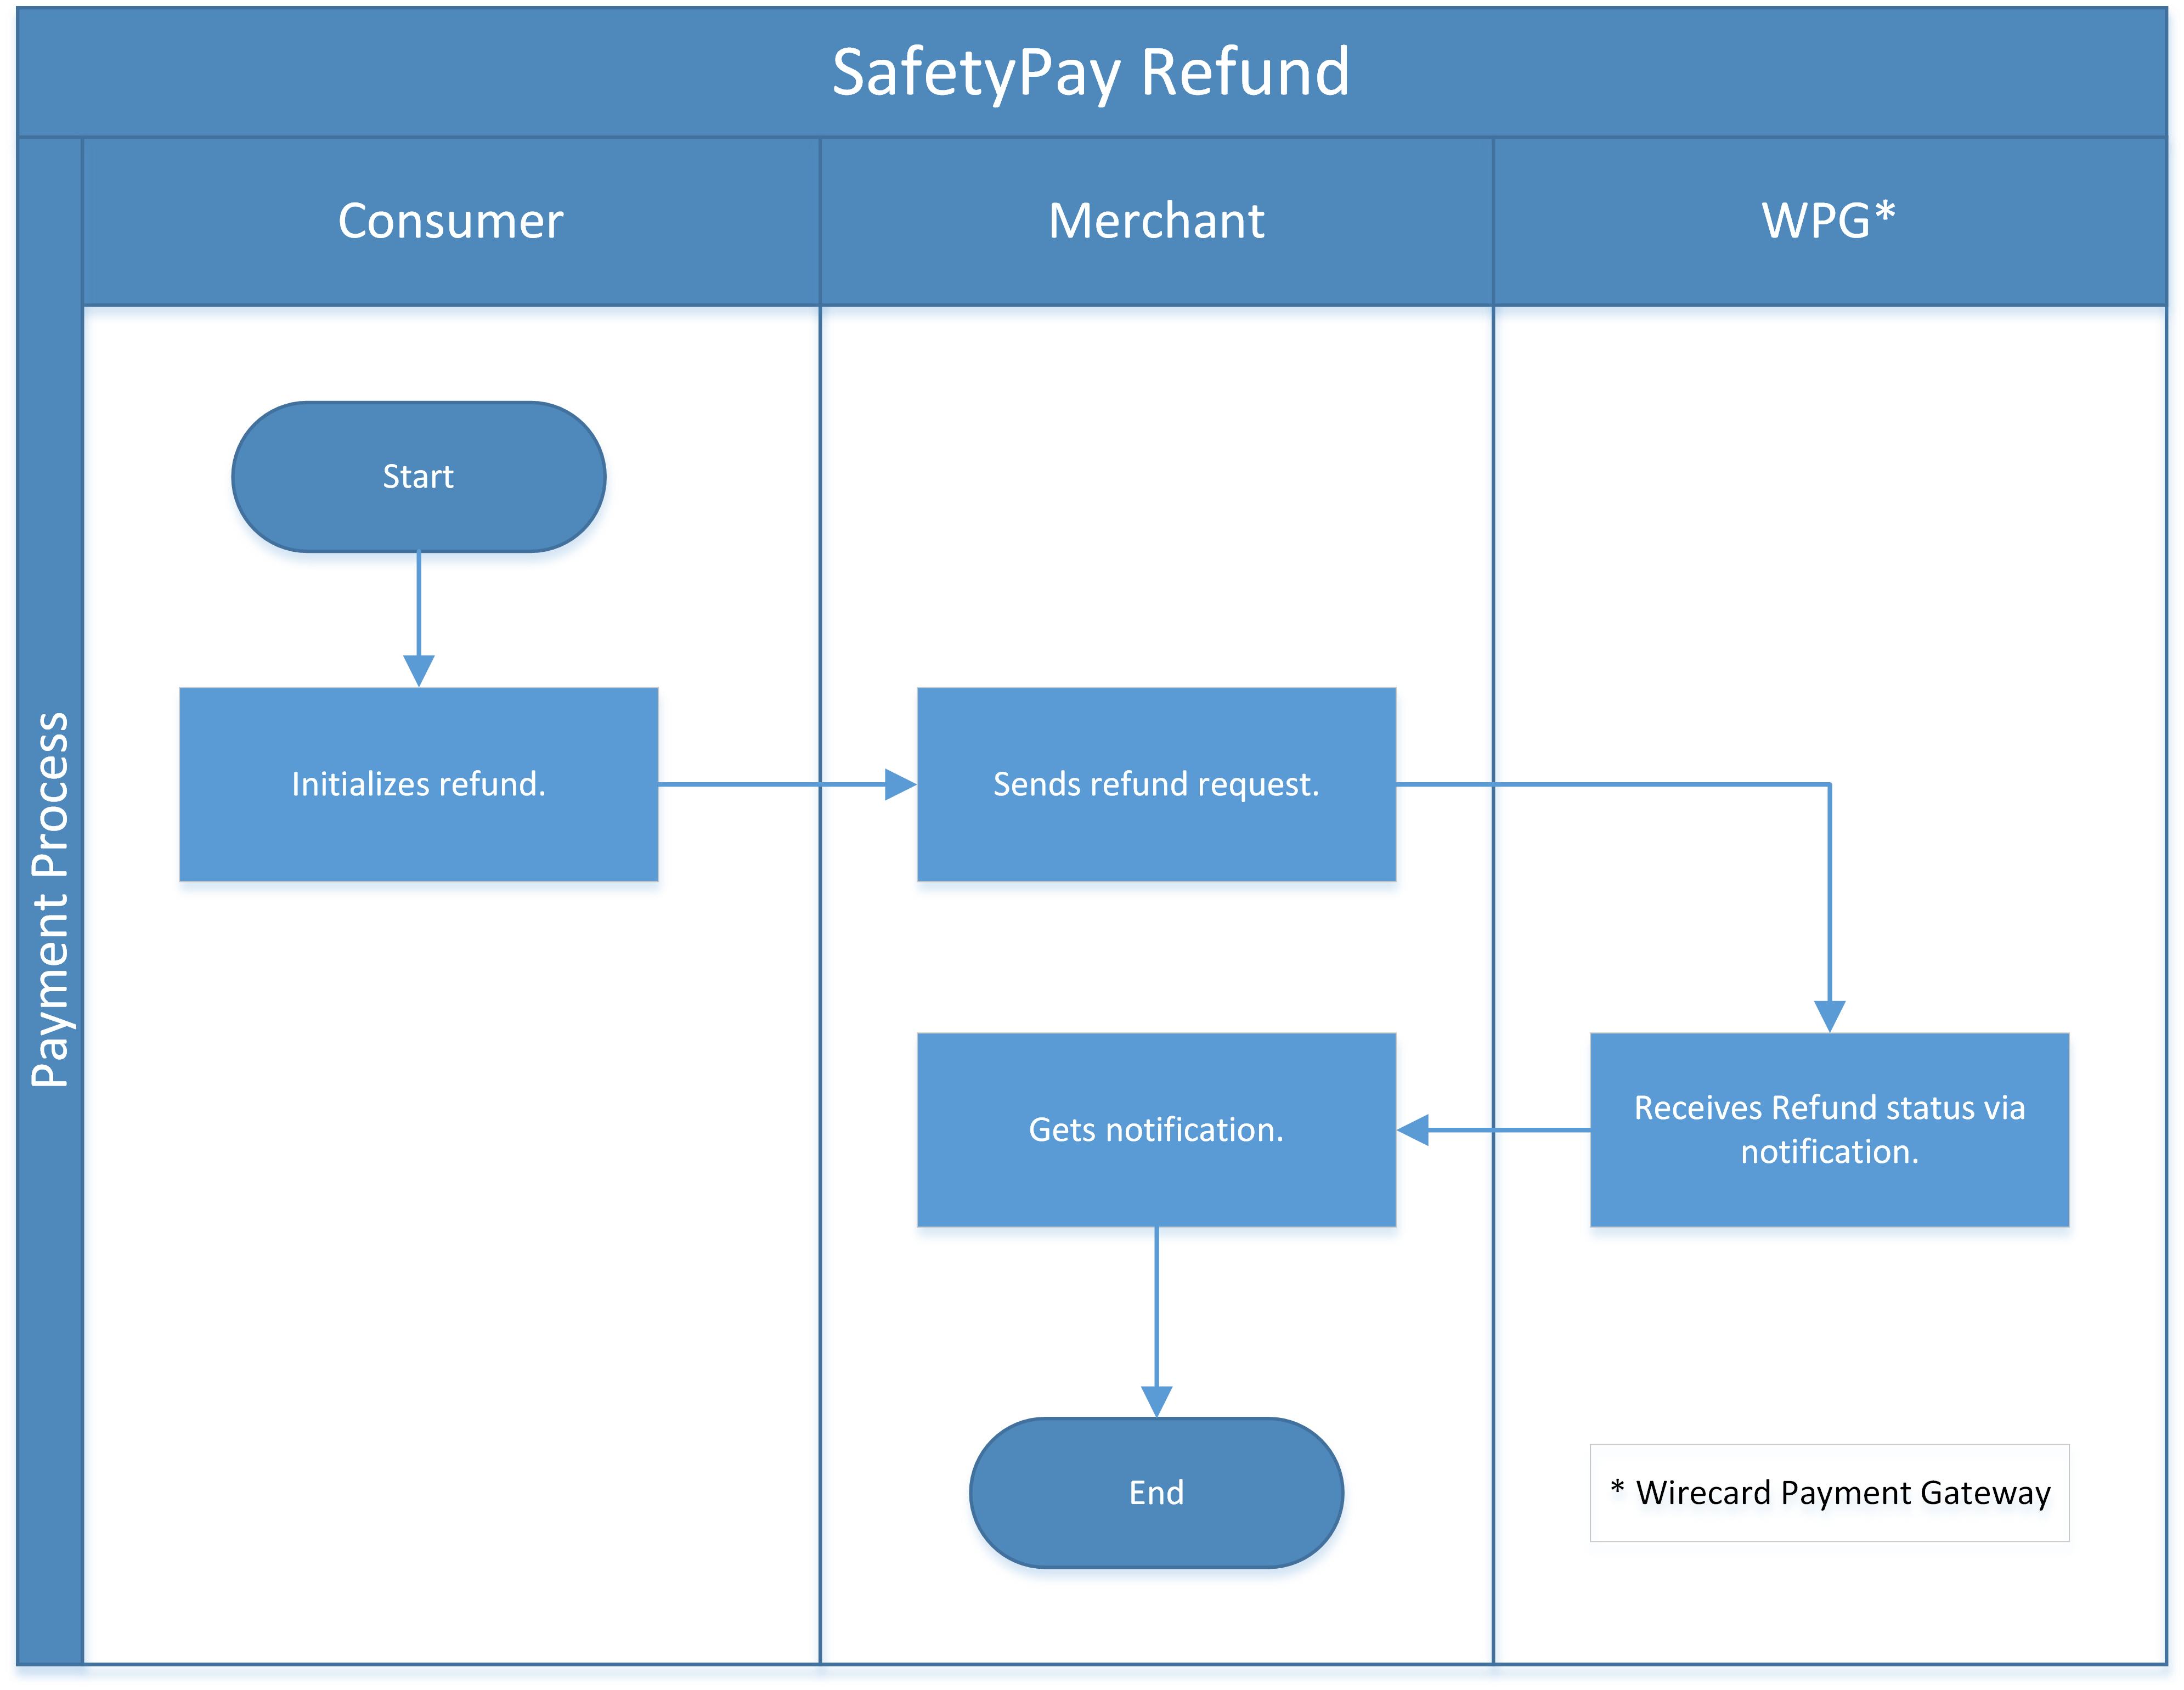 SafetyPay Refund
Consumer
Merchant
WPG*
Payment Process
Start
Initializes refund.
Sends refund request.
Gets notification.
Receives Refund status via
notification.
End
* Wirecard Payment Gateway